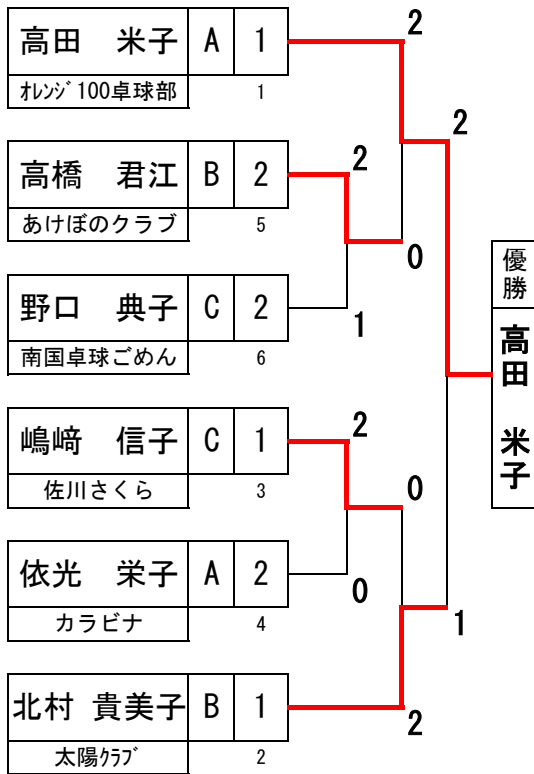 高田　米子 A 1
ｵﾚﾝｼﾞ100卓球部 1
高橋　君江 B 2
あけぼのクラブ 5
野口　典子 C 2
南国卓球ごめん 6
嶋﨑　信子 C 1
佐川さくら 3
依光　栄子 A 2
カラビナ 4
北村 貴美子 B 1
太陽ｸﾗﾌﾞ 2
2
2
0
1
2
0
0
2
2
1
優勝
高田　米子